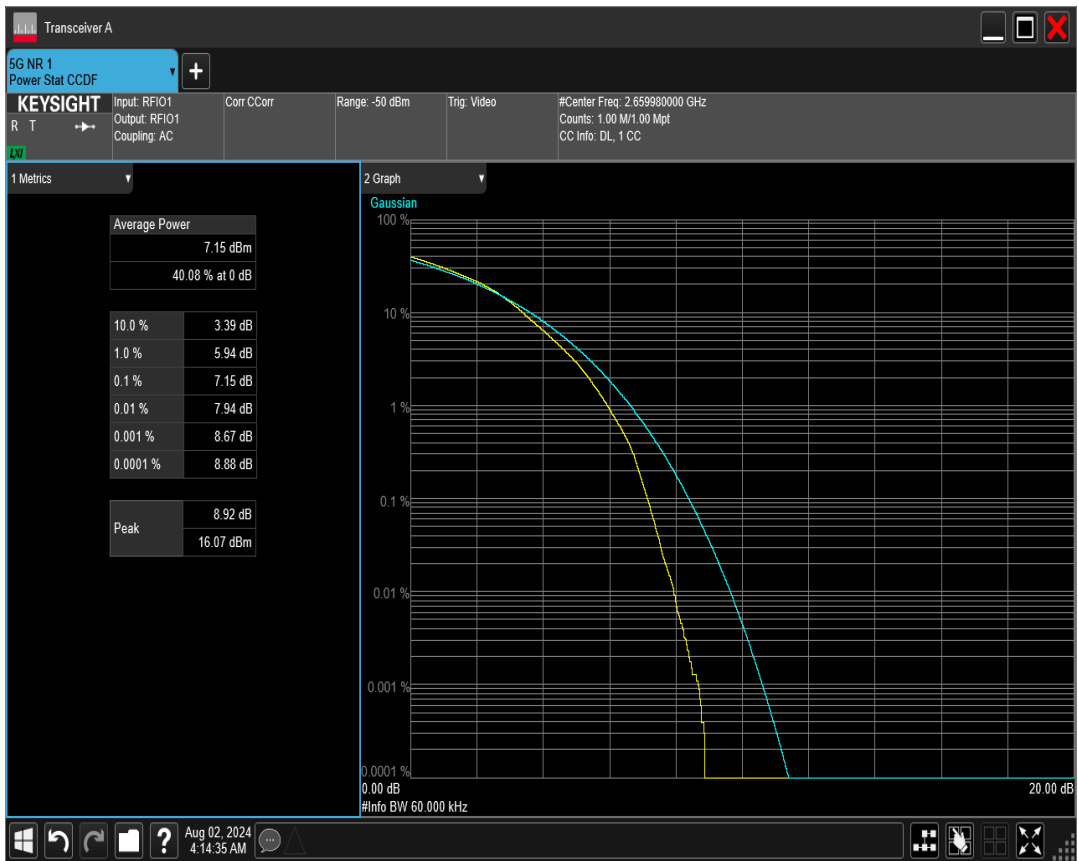 Transceiver A
5G NR 1
Power Stat CCDF
KEYSIGHT
R T
LXI
Input: RFIO1
Output: RFIO1
Coupling: AC
Corr CCorr
Range: -50 dBm
Trig: Video
#Center Freq: 2.659980000 GHz
Counts: 1.00 M/1.00 Mpt
CC Info: DL, 1 CC
1 Metrics
Average Power
7.15 dBm
40.08 % at 0 dB
10.0 % 3.39 dB
1.0 % 5.94 dB
0.1 % 7.15 dB
0.01 % 7.94 dB
0.001 % 8.67 dB
0.0001 % 8.88 dB
Peak 8.92 dB
16.07 dBm
2 Graph
Gaussian
100 %
10 %
1 %
0.1 %
0.01 %
0.001 %
0.0001 %
0.00 dB 20.00 dB
#Info BW 60.000 kHz
Aug 02, 2024
4:14:35 AM